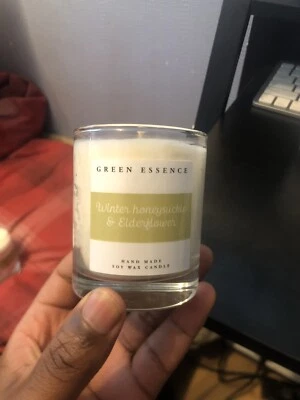 GREEN ESSENCE
Winter honeysuckle
& Elderflower
HAND MADE
SOY WAX CANDLE